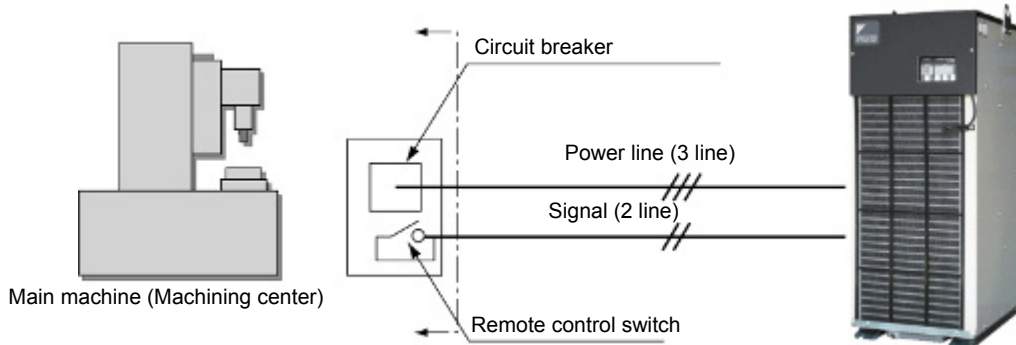 Circuit breaker
Power line (3 line)
Signal (2 line)
Main machine (Machining center)
Remote control switch